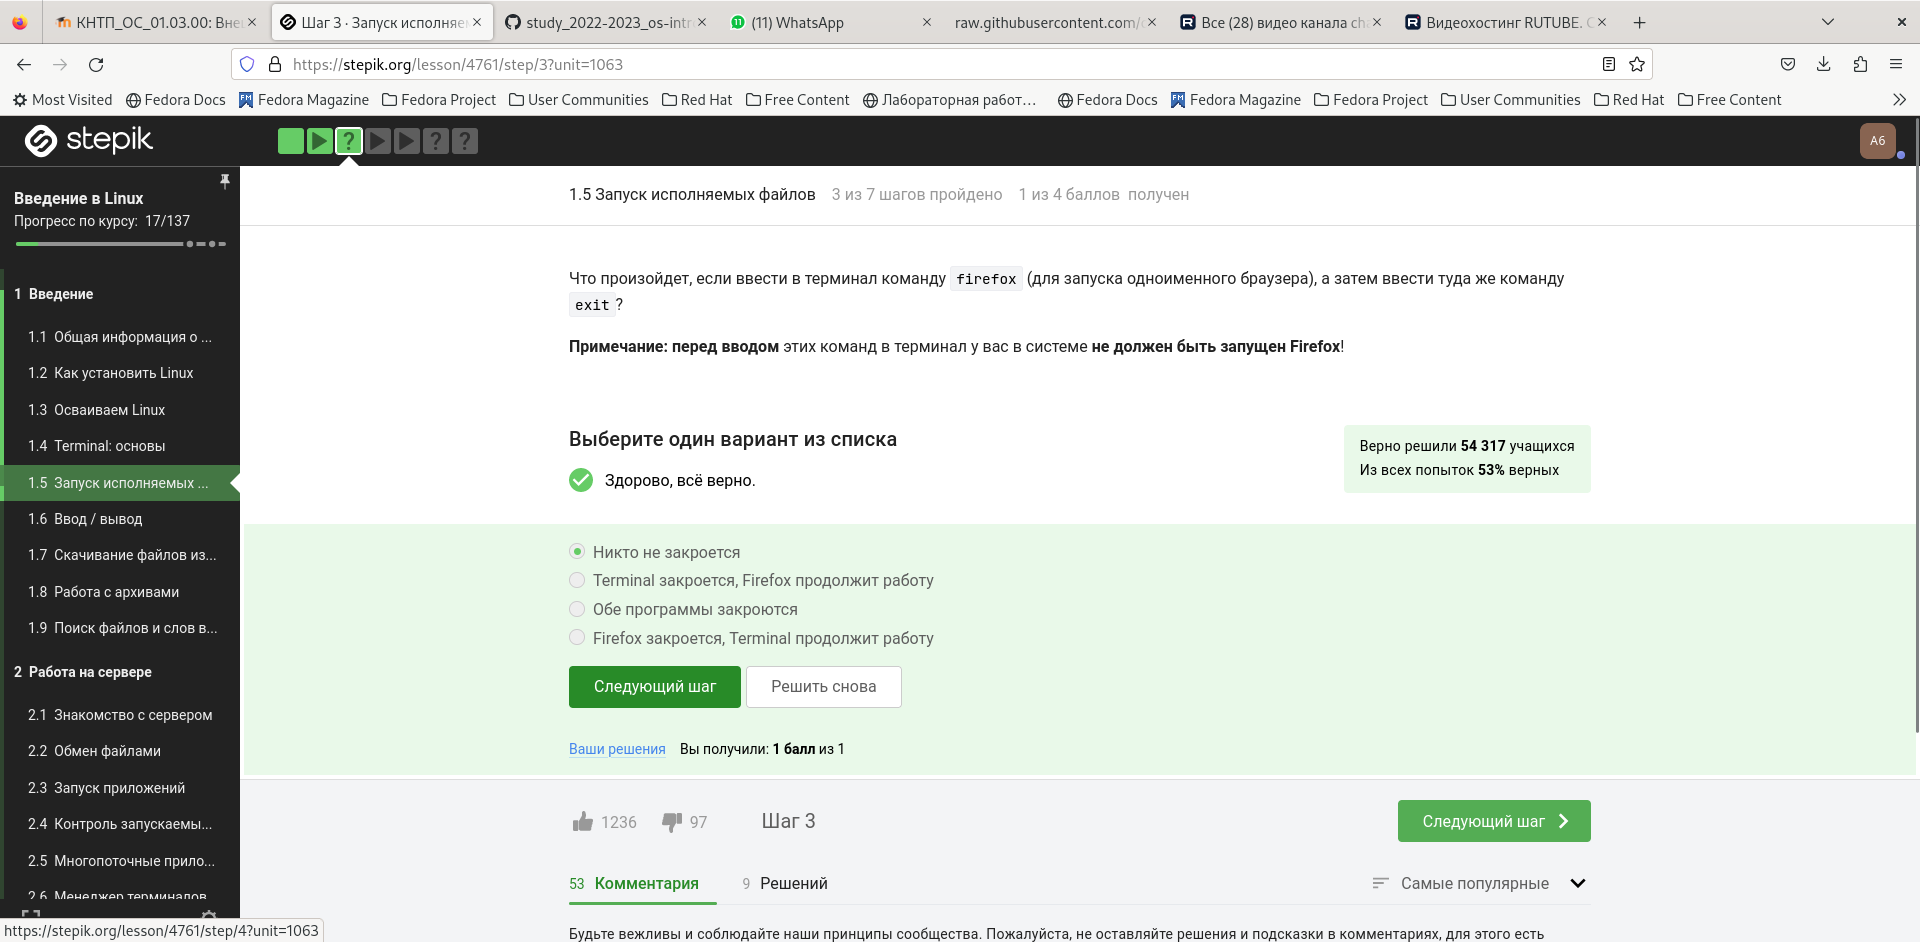 КНТП_ОС_01.03.00: Вне
Шаг 3 · Запуск исполняе
study_2022-2023_os-intr
(11) WhatsApp
raw.githubusercontent.com/
Все (28) видео канала ch
Видеохостинг RUTUBE. С
https://stepik.org/lesson/4761/step/3?unit=1063
Most Visited Fedora Docs Fedora Magazine Fedora Project User Communities Red Hat Free Content Лабораторная работ… Fedora Docs Fedora Magazine Fedora Project User Communities Red Hat Free Content
stepik
A6
Введение в Linux
Прогресс по курсу: 17/137
1 Введение
1.1 Общая информация о ...
1.2 Как установить Linux
1.3 Осваиваем Linux
1.4 Terminal: основы
1.5 Запуск исполняемых ...
1.6 Ввод / вывод
1.7 Скачивание файлов из...
1.8 Работа с архивами
1.9 Поиск файлов и слов в...
2 Работа на сервере
2.1 Знакомство с сервером
2.2 Обмен файлами
2.3 Запуск приложений
2.4 Контроль запускаемы...
2.5 Многопоточные прило...
2.6 Менеджер терминалов
https://stepik.org/lesson/4761/step/4?unit=1063
1.5 Запуск исполняемых файлов 3 из 7 шагов пройдено 1 из 4 баллов получен
Что произойдет, если ввести в терминал команду firefox (для запуска одноименного браузера), а затем ввести туда же команду
exit ?
Примечание: перед вводом этих команд в терминал у вас в системе не должен быть запущен Firefox!
Выберите один вариант из списка
Здорово, всё верно.
Верно решили 54 317 учащихся
Из всех попыток 53% верных
Никто не закроется
Terminal закроется, Firefox продолжит работу
Обе программы закроются
Firefox закроется, Terminal продолжит работу
Следующий шаг Решить снова
Ваши решения Вы получили: 1 балл из 1
1236 97 Шаг 3 Следующий шаг
53 Комментария 9 Решений Самые популярные
Будьте вежливы и соблюдайте наши принципы сообщества. Пожалуйста, не оставляйте решения и подсказки в комментариях, для этого есть